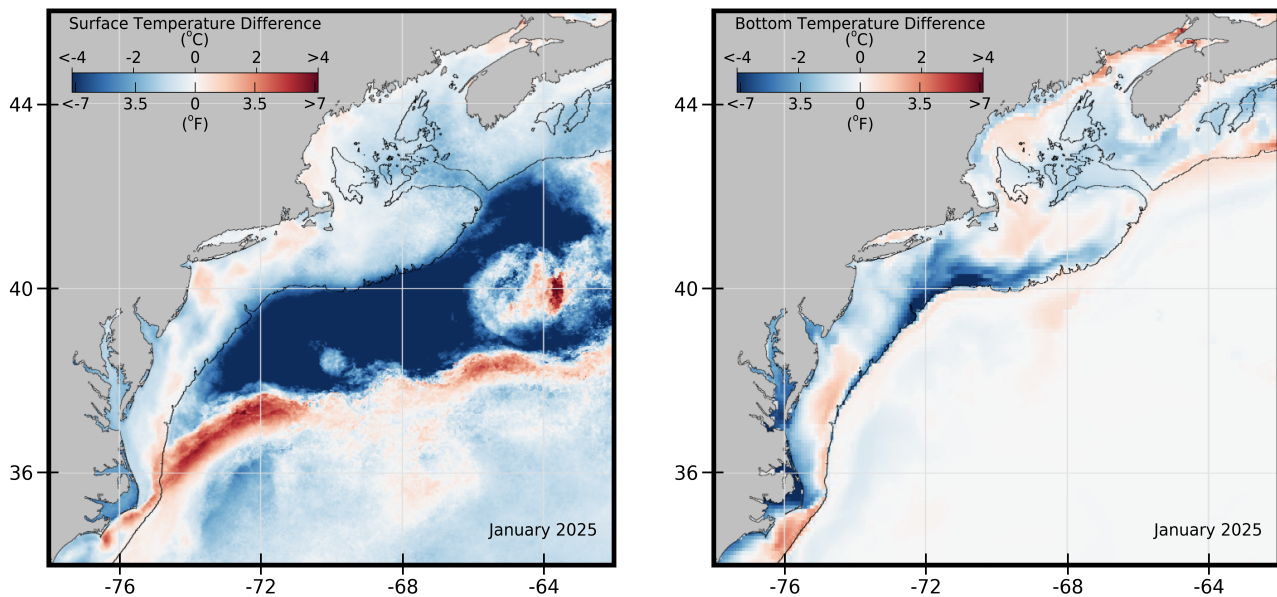 Surface Temperature Difference
(°C)
<-4 -2 0 2 >4
<-7 3.5 0 3.5 >7
(°F)
44
40
36
-76 -72 -68 -64
January 2025
Bottom Temperature Difference
(°C)
<-4 -2 0 2 >4
<-7 3.5 0 3.5 >7
(°F)
44
40
36
-76 -72 -68 -64
January 2025